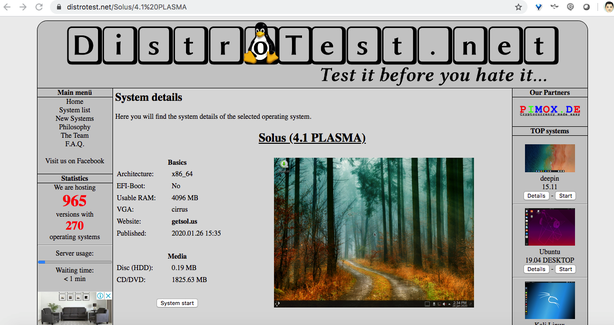 distrotest.net/Solus/4.1%20PLASMA
DistroTest.net
Test it before you hate it...
Main menü
Home
System list
New Systems
Philosophy
The Team
F.A.Q.
Visit us on Facebook
Statistics
We are hosting
965
versions with
270
operating systems
Server usage:
Waiting time:
< 1 min
System details
Here you will find the system details of the selected operating system.
Solus (4.1 PLASMA)
Basics
Architecture: x86_64
EFI-Boot: No
Usable RAM: 4096 MB
VGA: cirrus
Website: getsol.us
Published: 2020.01.26 15:35
Media
Disc (HDD): 0.19 MB
CD/DVD: 1825.63 MB
System start
Our Partners
PIMOX.DE
TOP systems
deepin
15.11
Details - Start
Ubuntu
19.04 DESKTOP
Details - Start